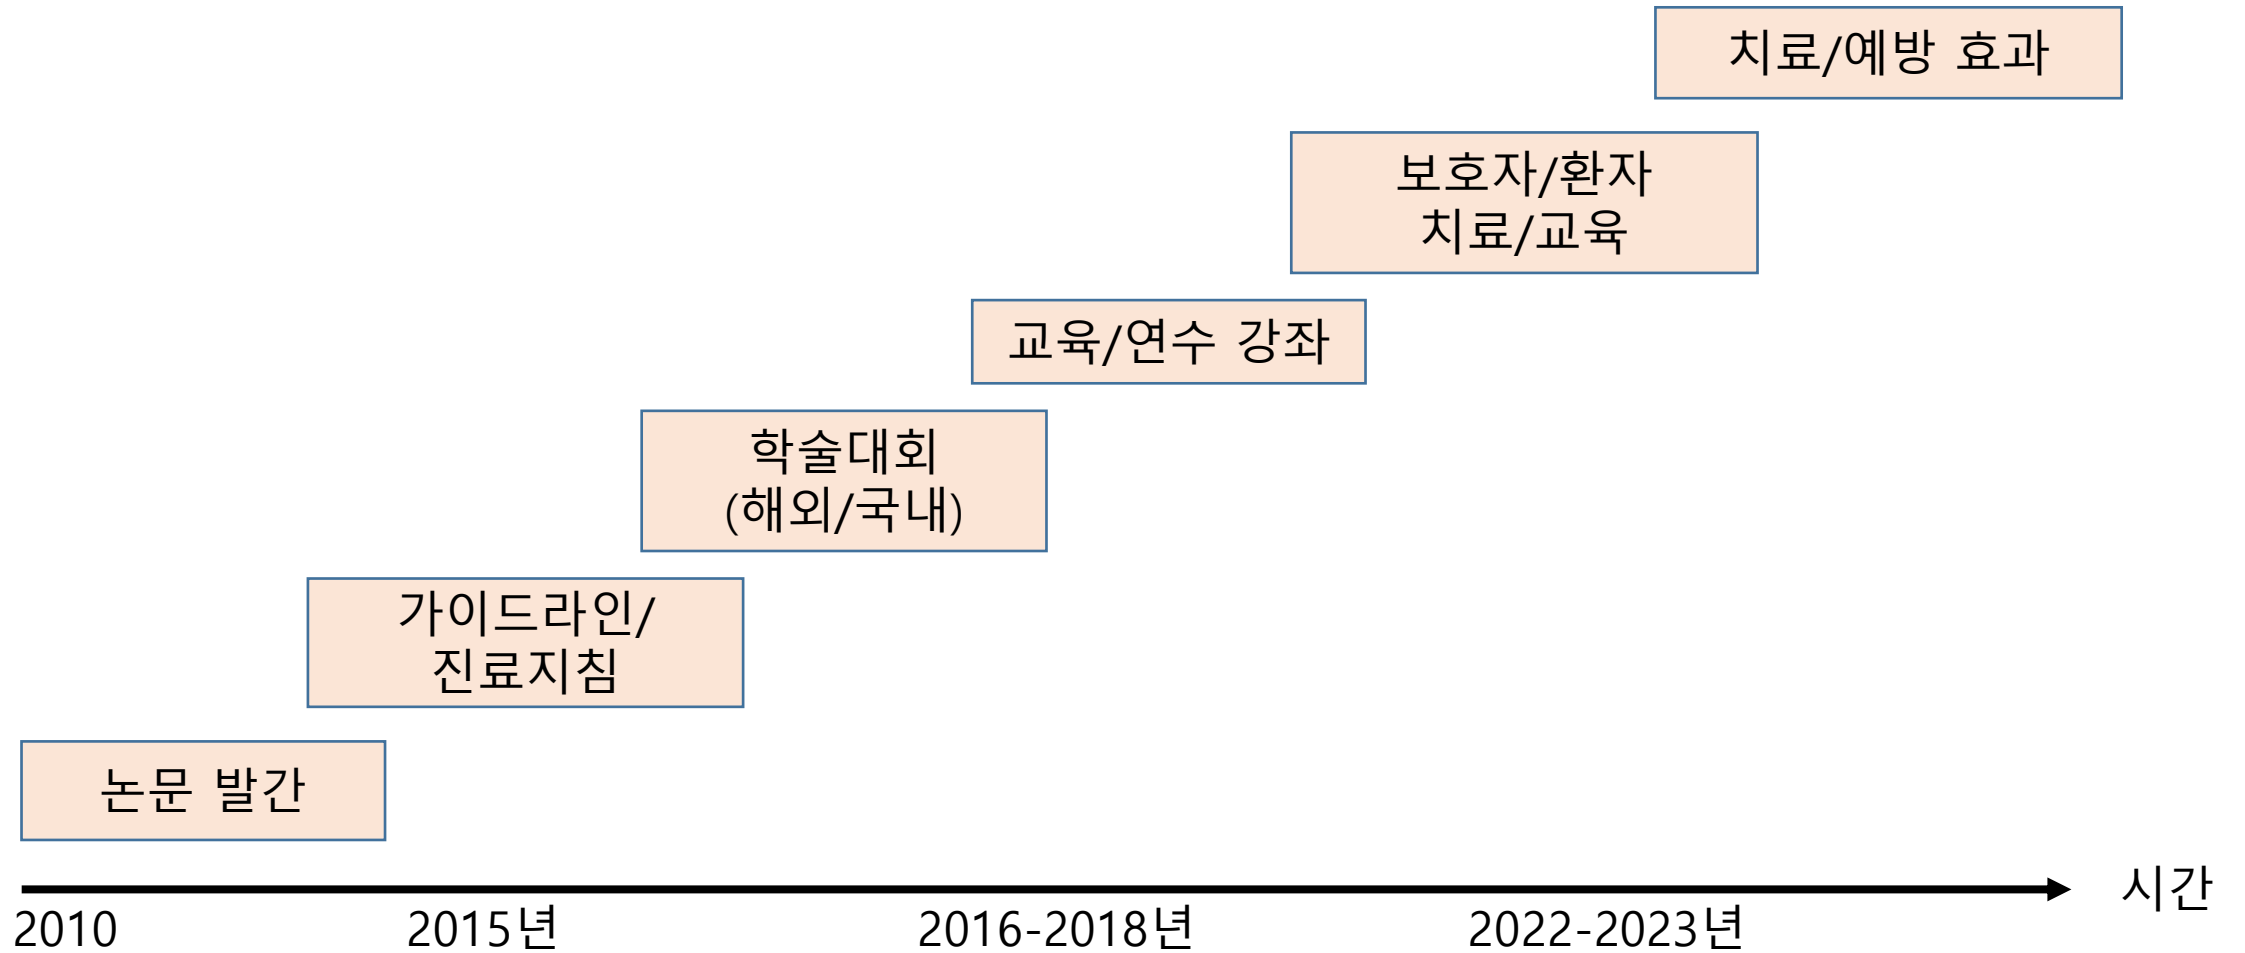 치료/예방 효과
보호자/환자
치료/교육
교육/연수 강좌
학술대회
(해외/국내)
가이드라인/
진료지침
논문 발간
시간
2010
2015년
2016-2018년
2022-2023년